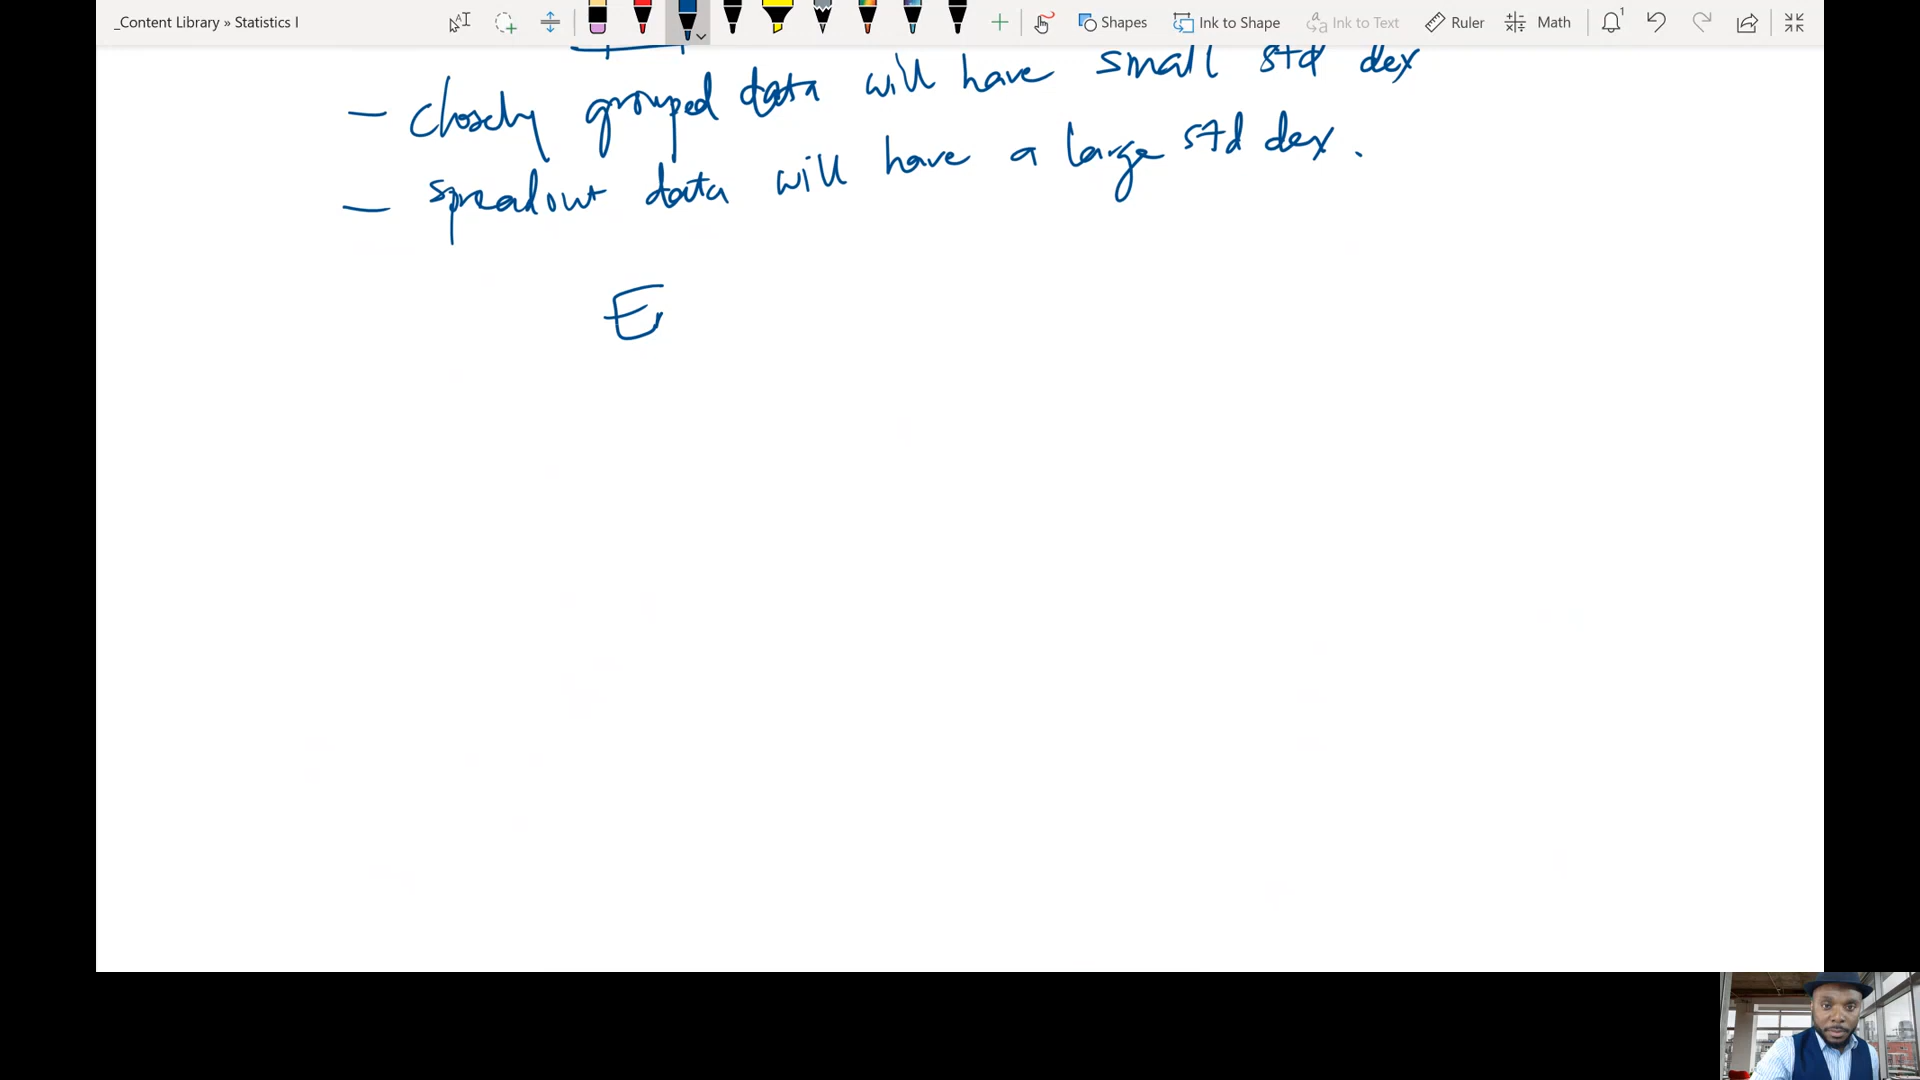 _Content Library » Statistics I
Shapes
Ink to Shape
Ink to Text
Ruler
Math
1
- closely grouped data will have small std dev
- spreadout data will have a large std dev.
E